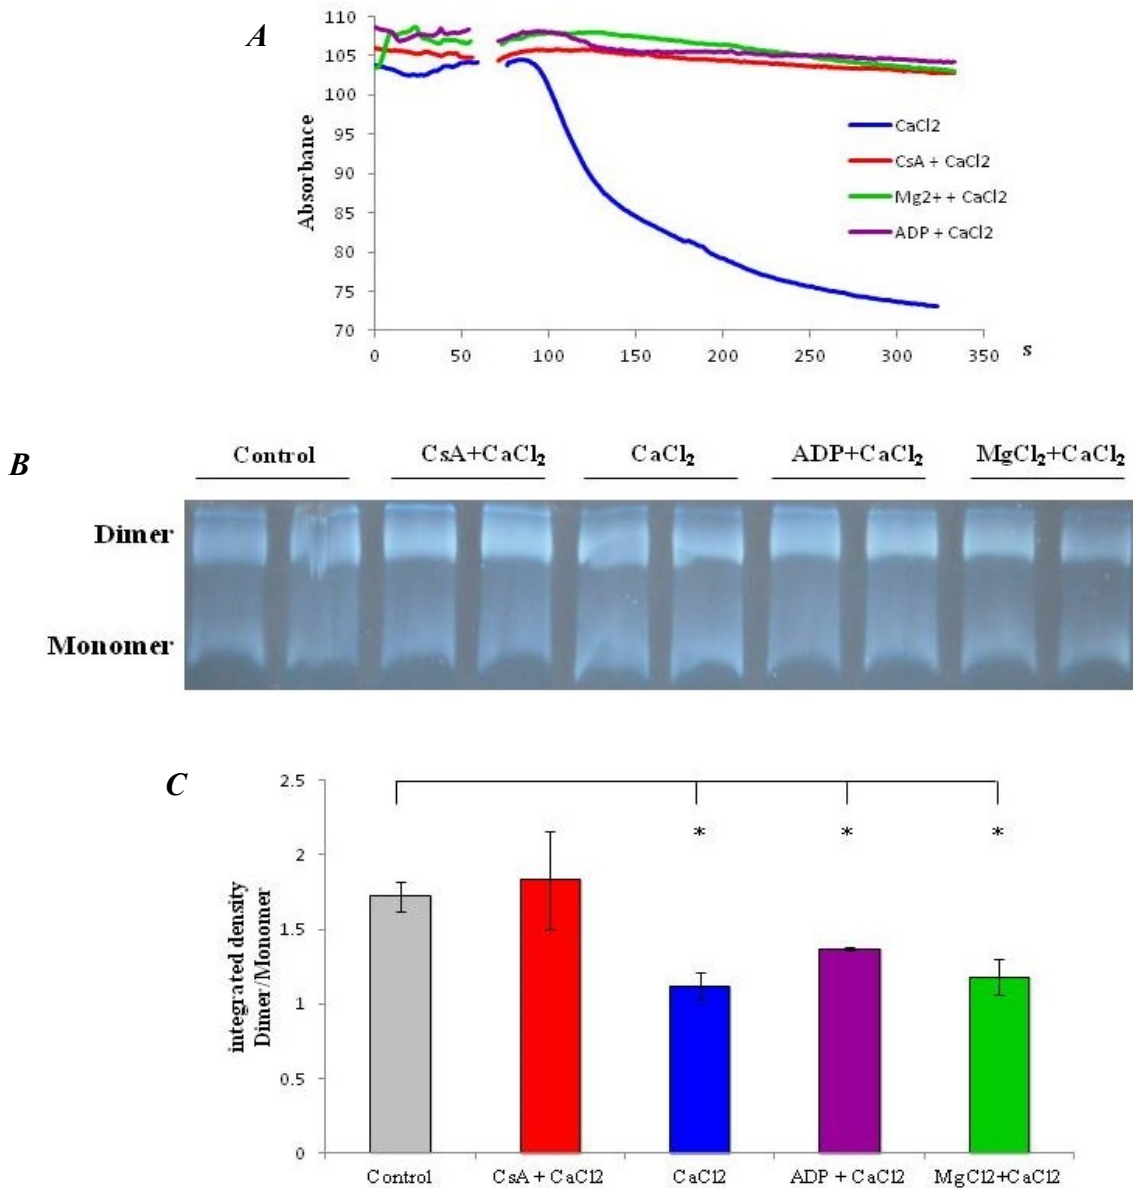 A
110
105
100
95
90
85
80
75
70
Absorbance
0 50 100 150 200 250 300 350 s
CaCl2
CsA + CaCl2
Mg2+ + CaCl2
ADP + CaCl2
B
Control CsA+CaCl₂ CaCl₂ ADP+CaCl₂ MgCl₂+CaCl₂
Dimer
Monomer
C
2.5
2
1.5
1
0.5
0
integrated density
Dimer/Monomer
* * *
Control CsA + CaCl2 CaCl2 ADP + CaCl2 MgCl2+CaCl2